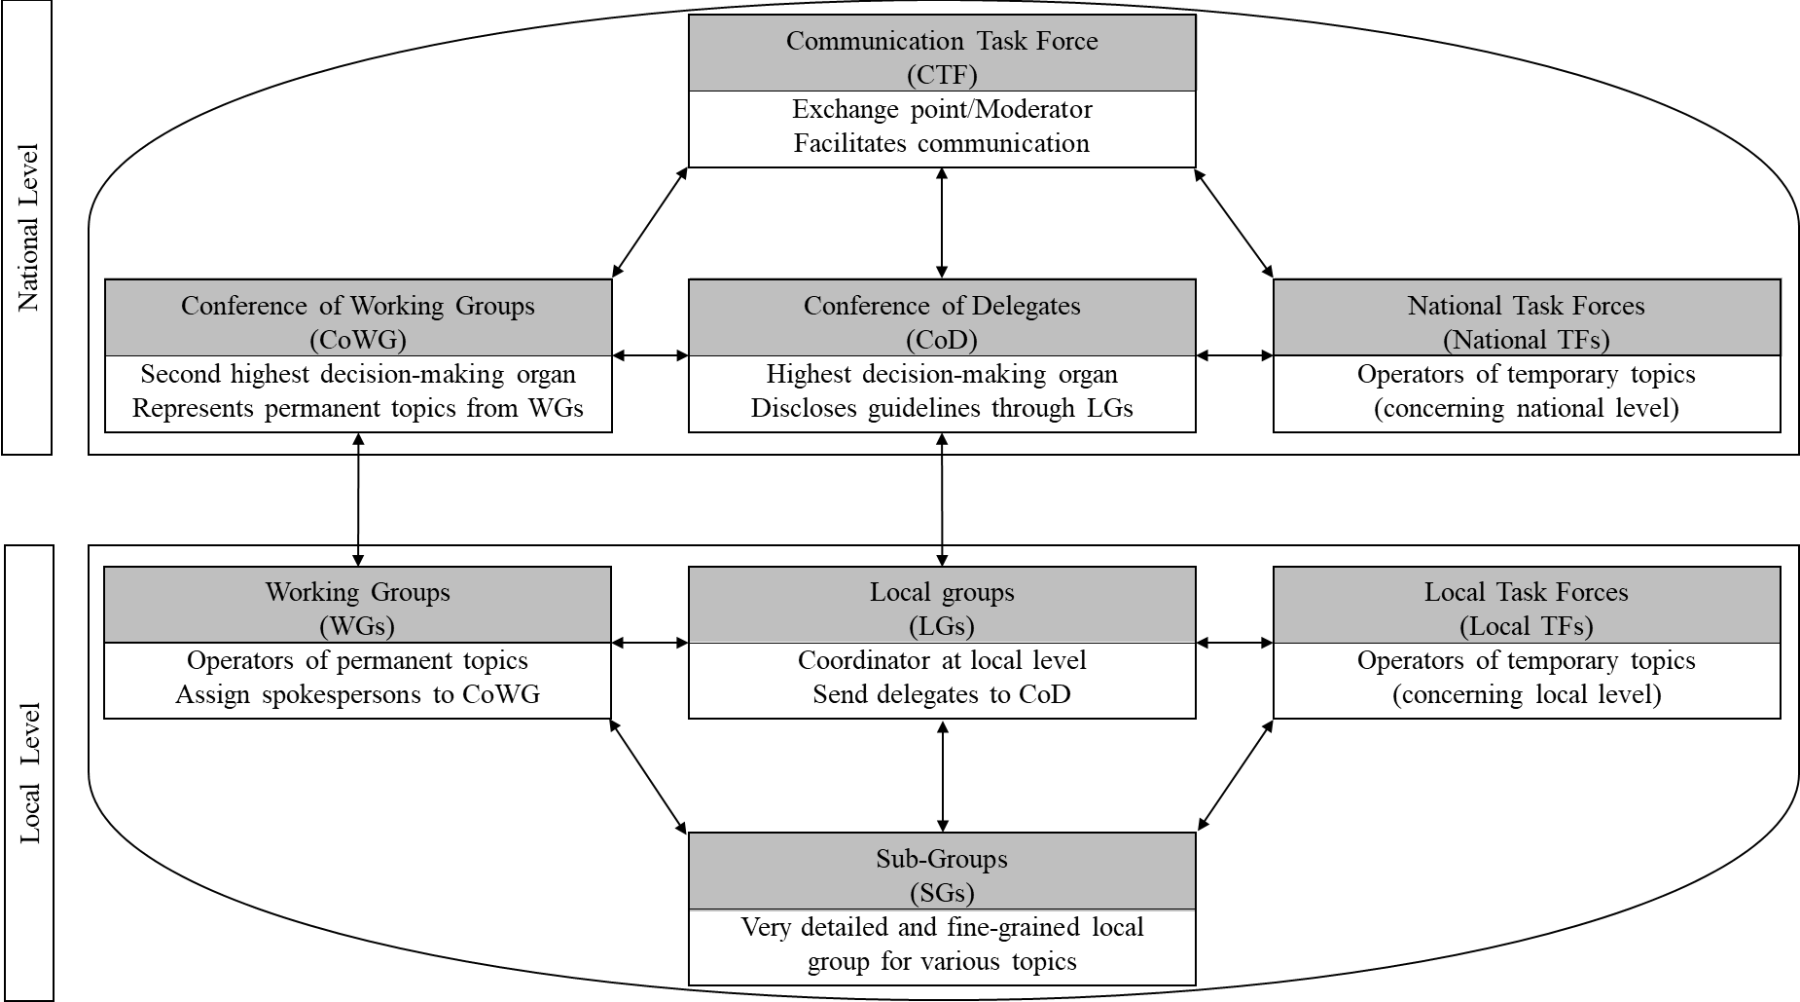 National Level
Communication Task Force
(CTF)
Exchange point/Moderator
Facilitates communication
Conference of Working Groups
(CoWG)
Second highest decision-making organ
Represents permanent topics from WGs
Conference of Delegates
(CoD)
Highest decision-making organ
Discloses guidelines through LGs
National Task Forces
(National TFs)
Operators of temporary topics
(concerning national level)
Local Level
Working Groups
(WGs)
Operators of permanent topics
Assign spokespersons to CoWG
Local groups
(LGs)
Coordinator at local level
Send delegates to CoD
Local Task Forces
(Local TFs)
Operators of temporary topics
(concerning local level)
Sub-Groups
(SGs)
Very detailed and fine-grained local
group for various topics